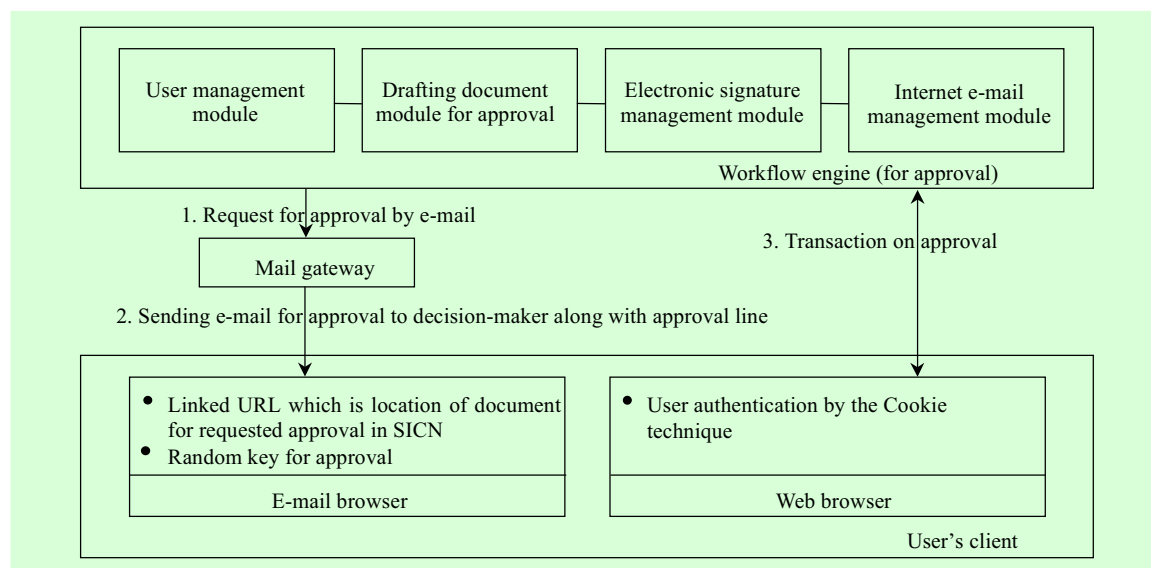 User management
module
Drafting document
module for approval
Electronic signature
management module
Internet e-mail
management module
Workflow engine (for approval)
1. Request for approval by e-mail
3. Transaction on approval
Mail gateway
2. Sending e-mail for approval to decision-maker along with approval line
• Linked URL which is location of document
for requested approval in SICN
• Random key for approval
E-mail browser
• User authentication by the Cookie
technique
Web browser
User’s client